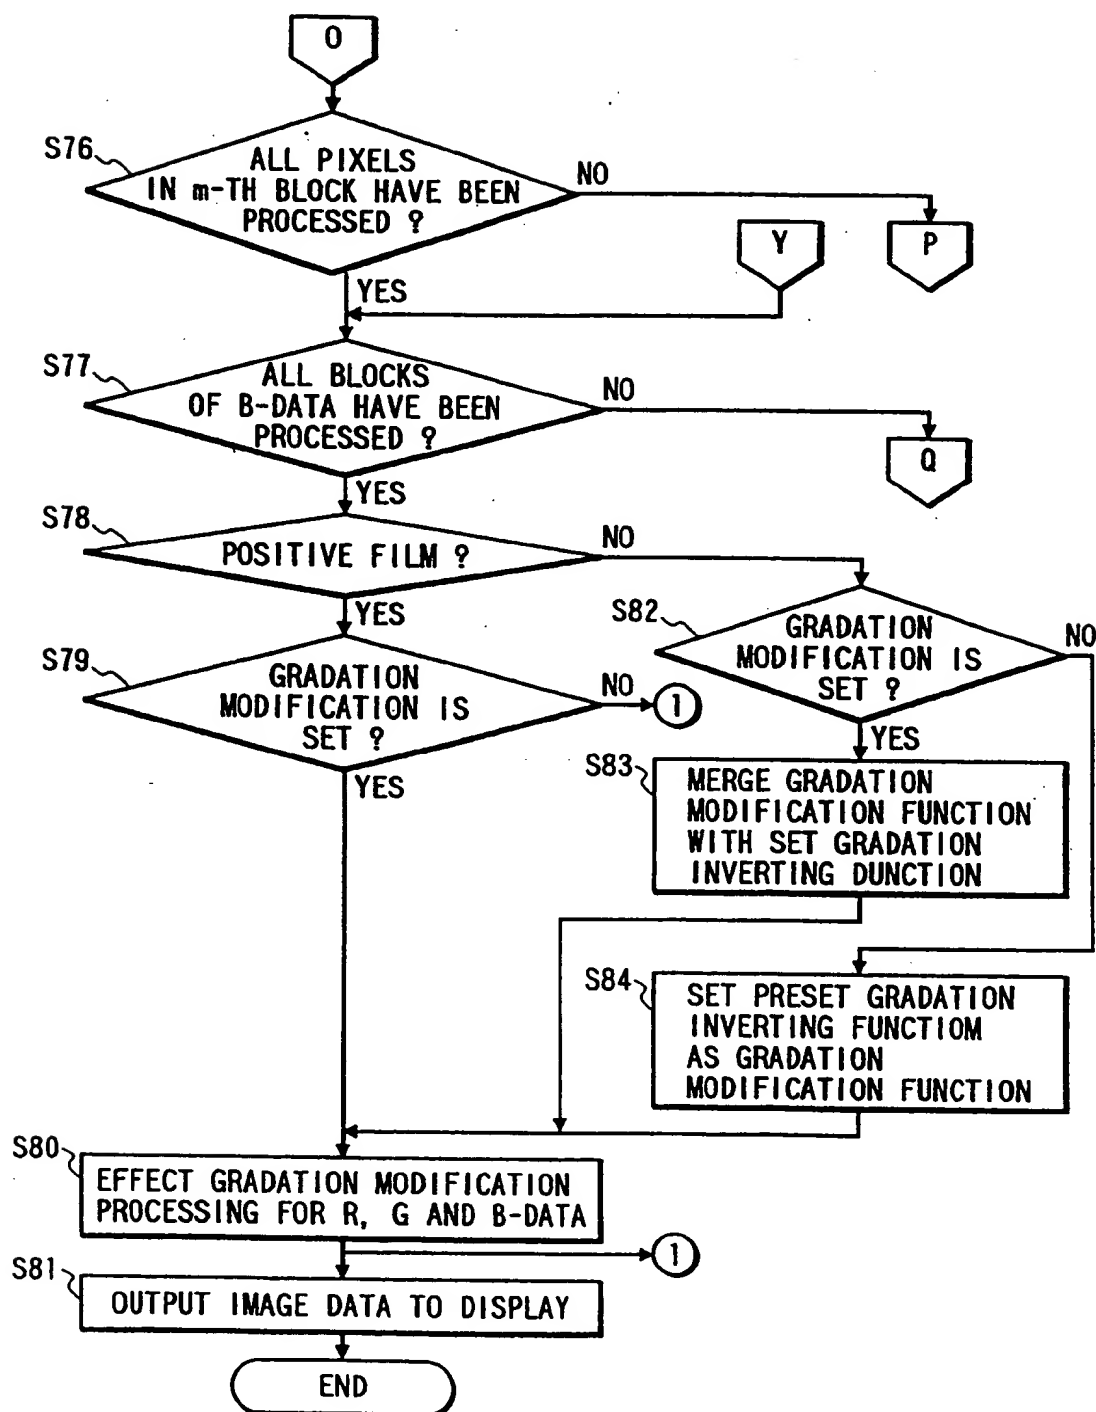 O
S76
ALL PIXELS
IN m-TH BLOCK HAVE BEEN
PROCESSED ?
NO
YES
Y
P
S77
ALL BLOCKS
OF B-DATA HAVE BEEN
PROCESSED ?
NO
YES
Q
S78
POSITIVE FILM ?
NO
YES
S79
GRADATION
MODIFICATION IS
SET ?
NO
1
YES
S82
GRADATION
MODIFICATION IS
SET ?
NO
YES
S83
MERGE GRADATION
MODIFICATION FUNCTION
WITH SET GRADATION
INVERTING DUNCTION
S84
SET PRESET GRADATION
INVERTING FUNCTIOM
AS GRADATION
MODIFICATION FUNCTION
S80
EFFECT GRADATION MODIFICATION
PROCESSING FOR R, G AND B-DATA
1
S81
OUTPUT IMAGE DATA TO DISPLAY
END